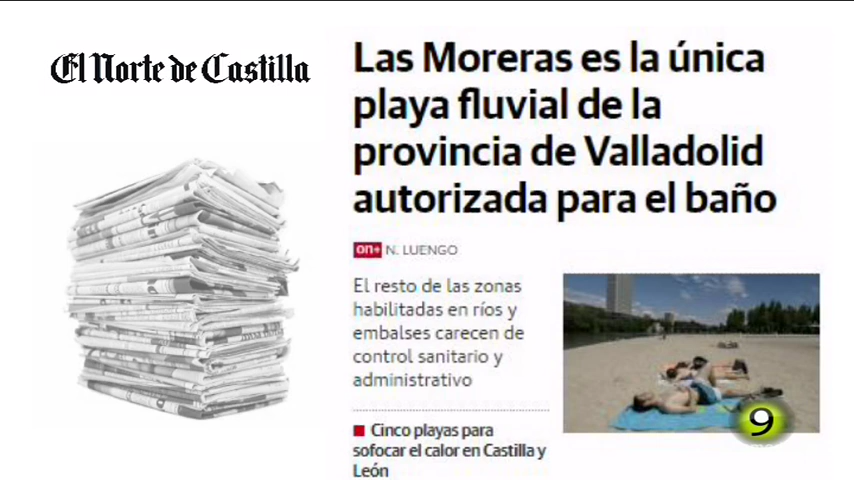 El Norte de Castilla
Las Moreras es la única
playa fluvial de la
provincia de Valladolid
autorizada para el baño
on+ N. LUENGO
El resto de las zonas
habilitadas en ríos y
embalses carecen de
control sanitario y
administrativo
Cinco playas para
sofocar el calor en Castilla y
León
9